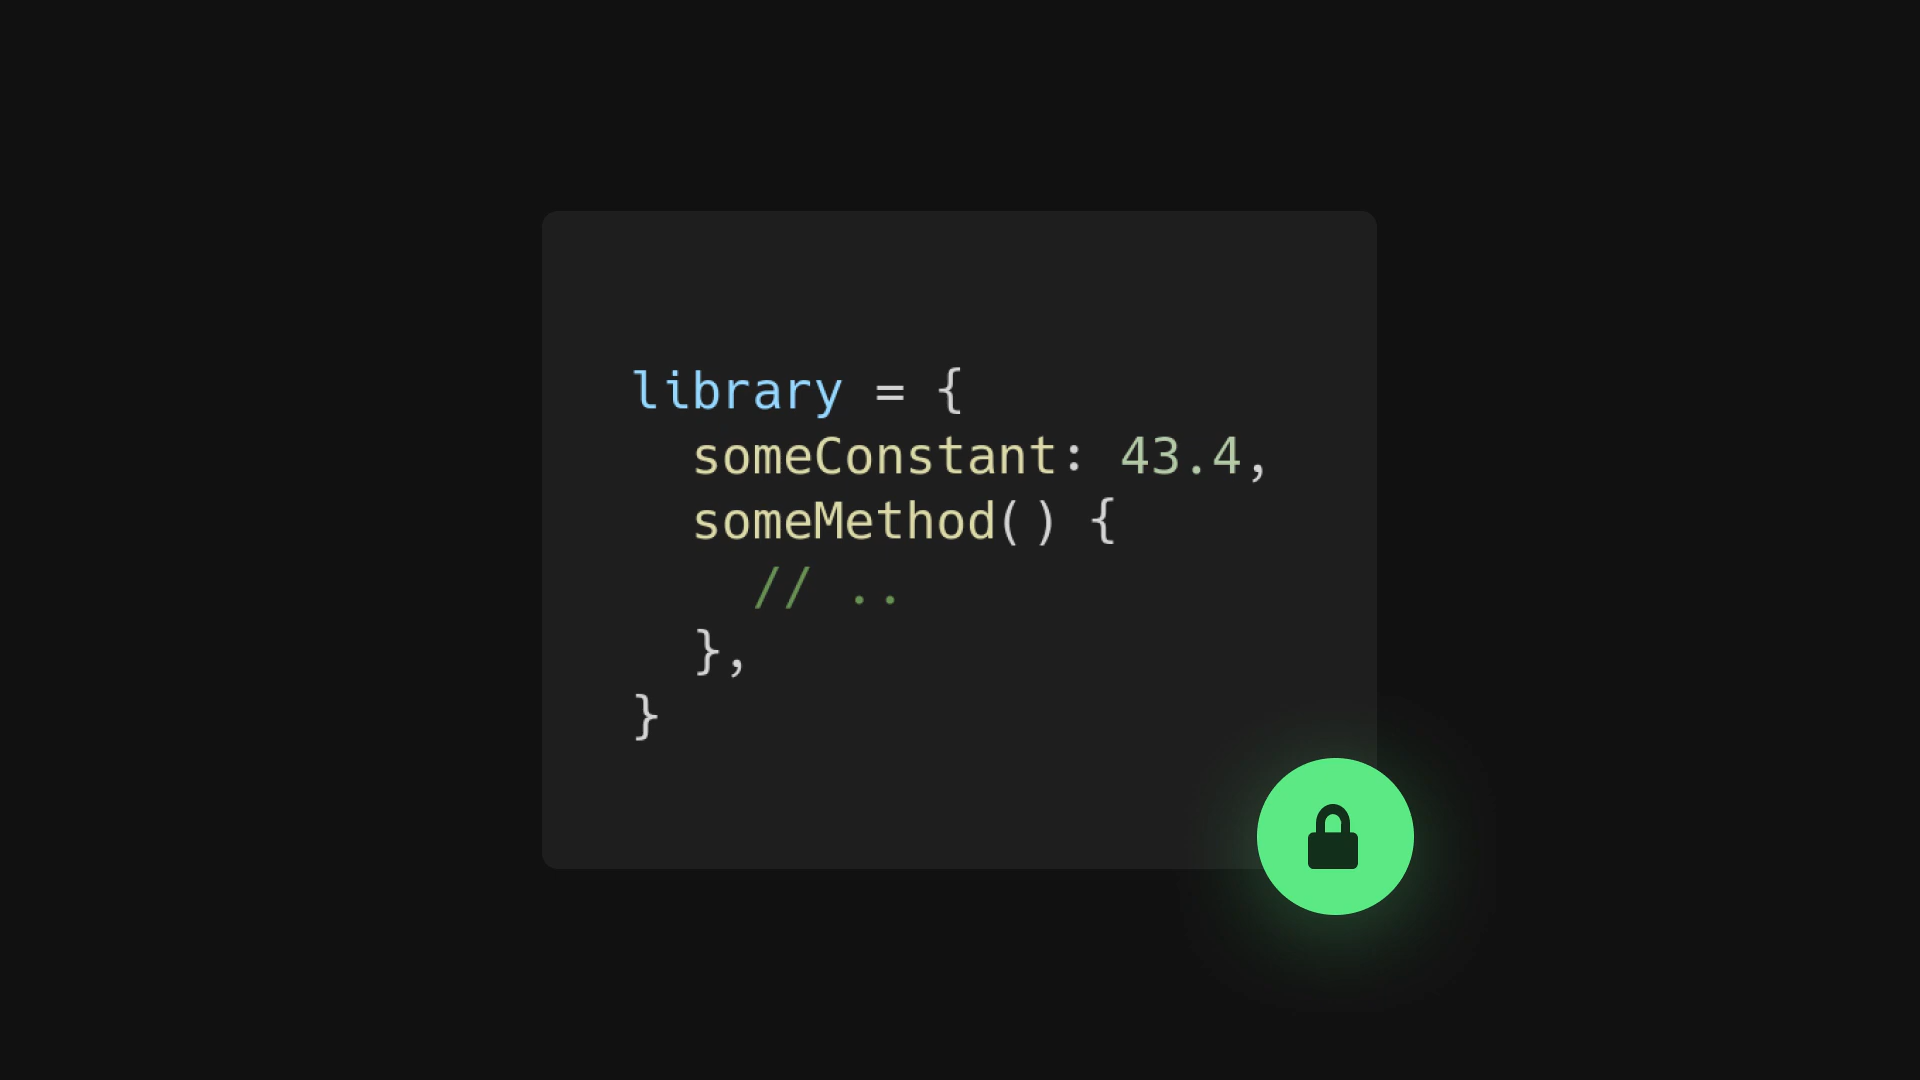 library = {
  someConstant: 43.4,
  someMethod() {
    // ..
  },
}